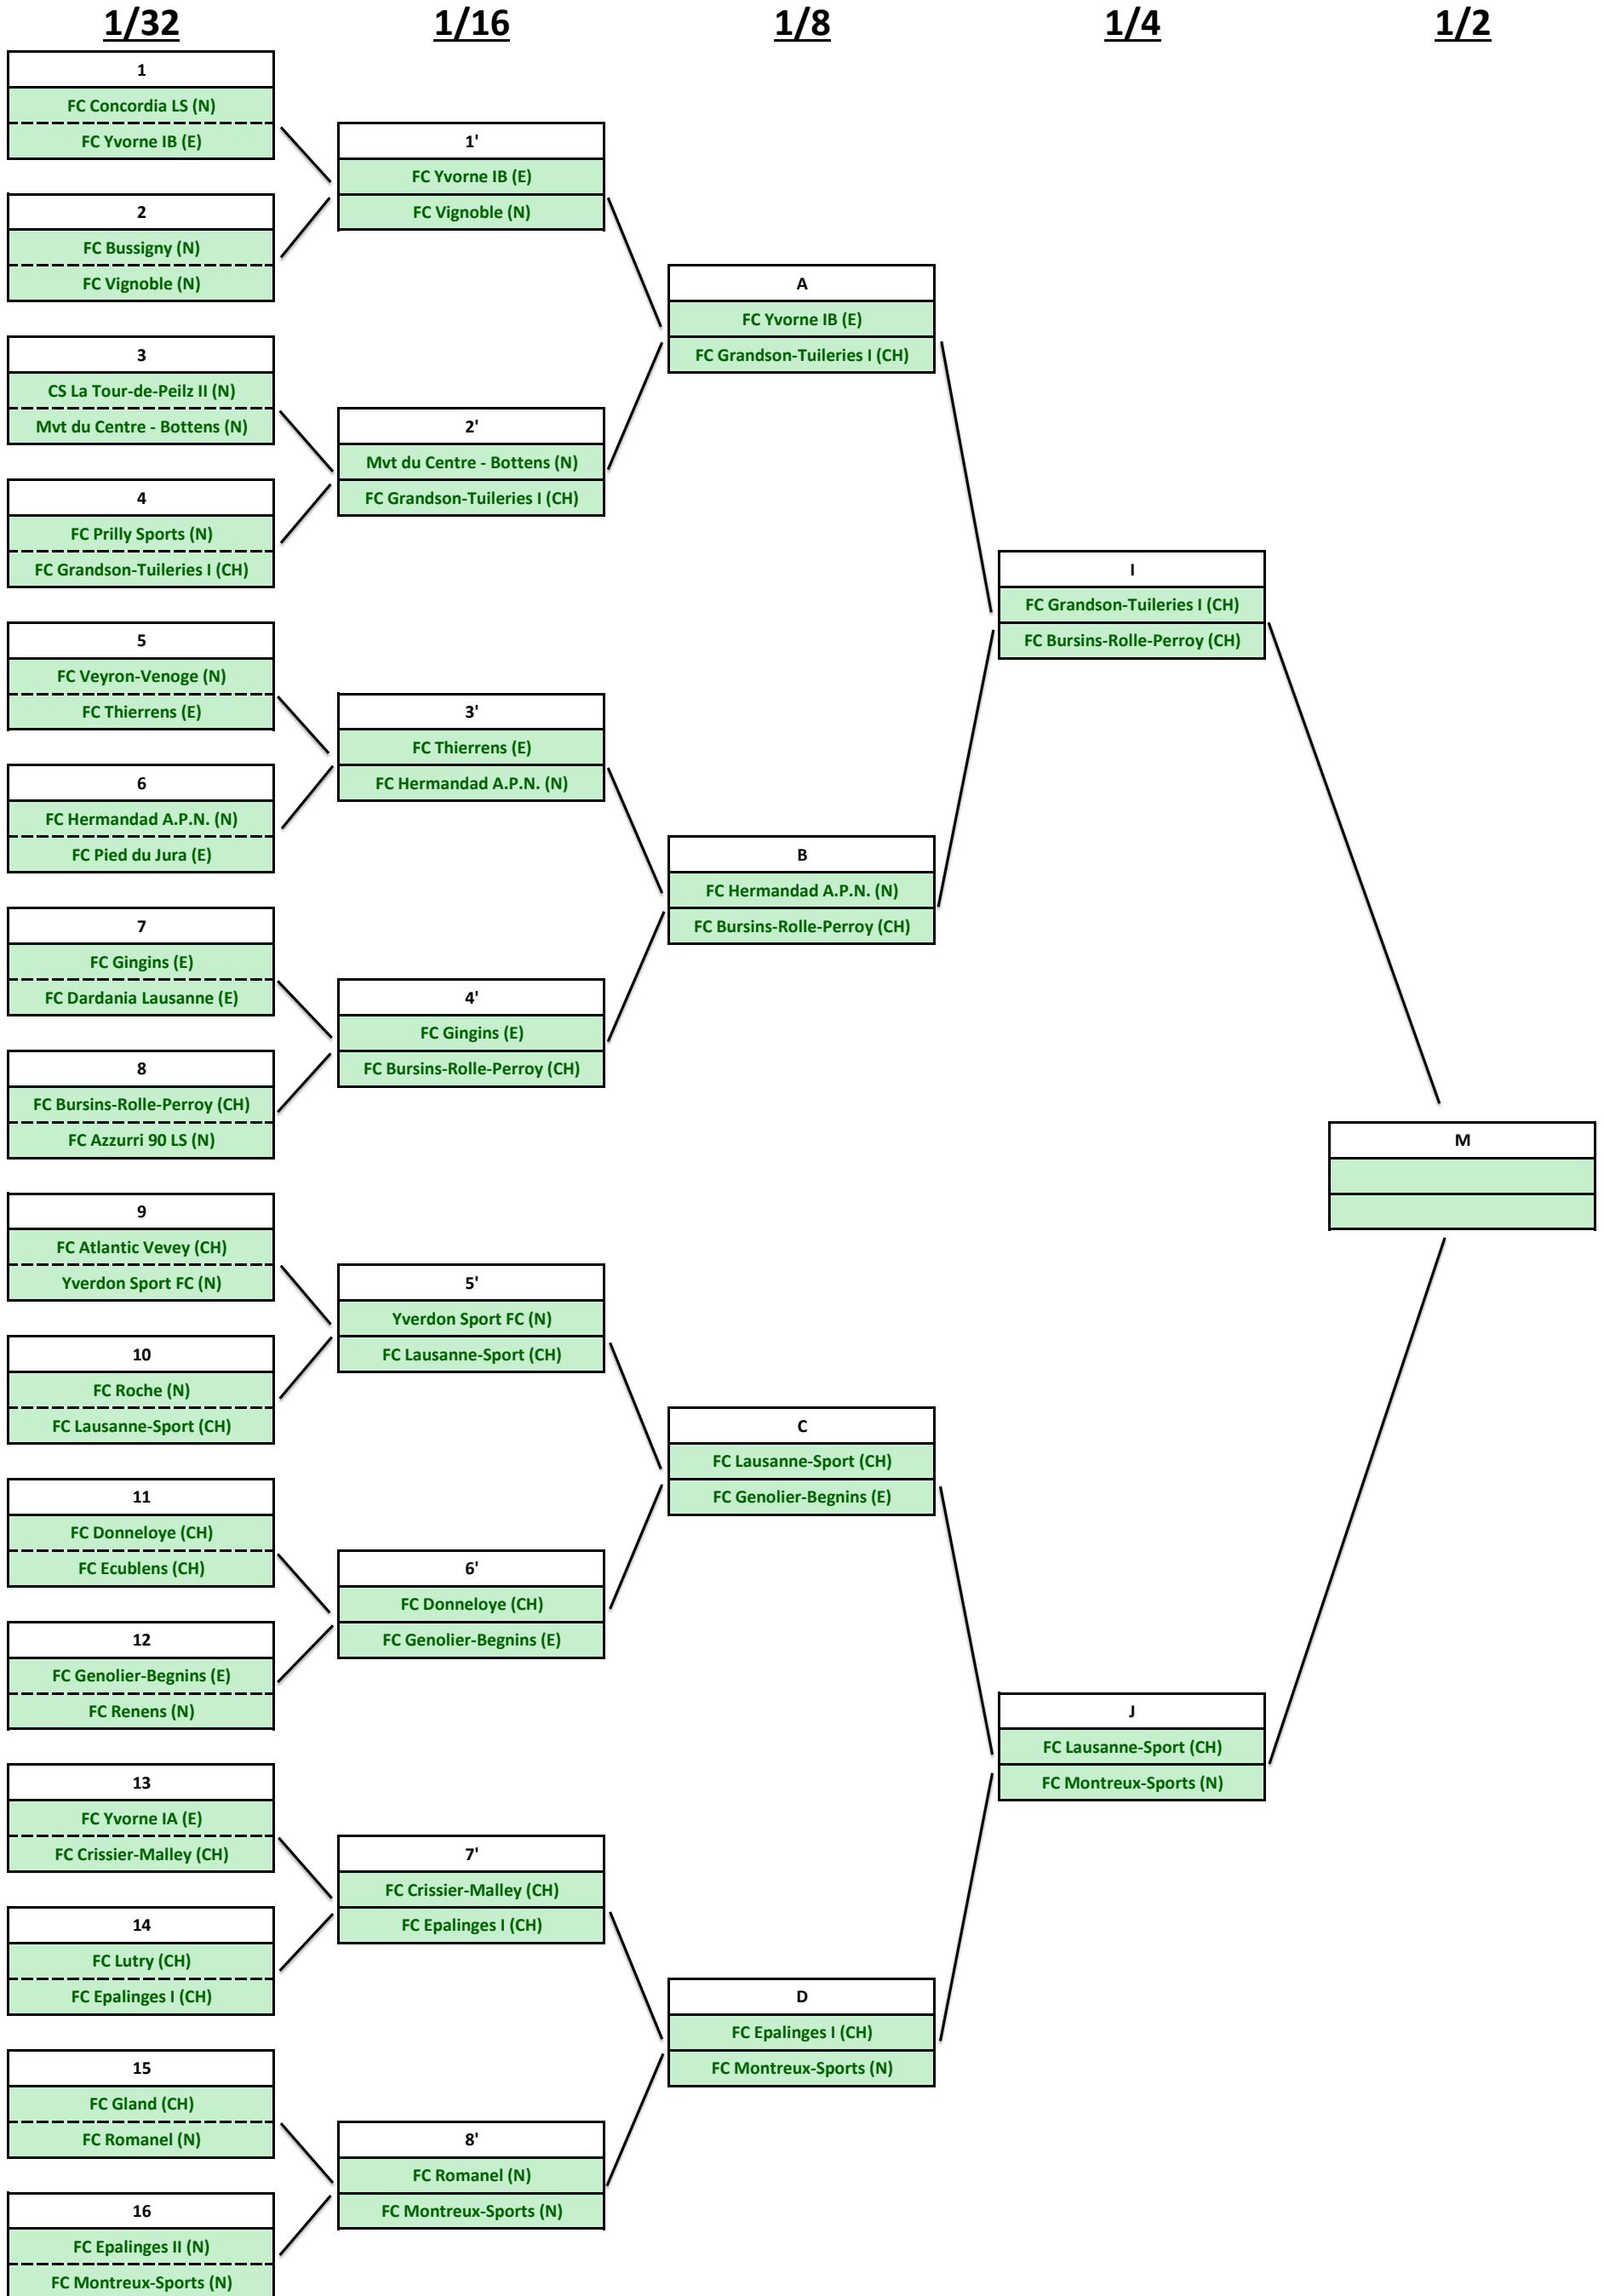 1/32
1/16
1/8
1/4
1/2
1
FC Concordia LS (N)
FC Yvorne IB (E)
2
FC Bussigny (N)
FC Vignoble (N)
3
CS La Tour-de-Peilz II (N)
Mvt du Centre - Bottens (N)
4
FC Prilly Sports (N)
FC Grandson-Tuileries I (CH)
5
FC Veyron-Venoge (N)
FC Thierrens (E)
6
FC Hermandad A.P.N. (N)
FC Pied du Jura (E)
7
FC Gingins (E)
FC Dardania Lausanne (E)
8
FC Bursins-Rolle-Perroy (CH)
FC Azzurri 90 LS (N)
9
FC Atlantic Vevey (CH)
Yverdon Sport FC (N)
10
FC Roche (N)
FC Lausanne-Sport (CH)
11
FC Donneloye (CH)
FC Ecublens (CH)
12
FC Genolier-Begnins (E)
FC Renens (N)
13
FC Yvorne IA (E)
FC Crissier-Malley (CH)
14
FC Lutry (CH)
FC Epalinges I (CH)
15
FC Gland (CH)
FC Romanel (N)
16
FC Epalinges II (N)
FC Montreux-Sports (N)
1'
FC Yvorne IB (E)
FC Vignoble (N)
2'
Mvt du Centre - Bottens (N)
FC Grandson-Tuileries I (CH)
3'
FC Thierrens (E)
FC Hermandad A.P.N. (N)
4'
FC Gingins (E)
FC Bursins-Rolle-Perroy (CH)
5'
Yverdon Sport FC (N)
FC Lausanne-Sport (CH)
6'
FC Donneloye (CH)
FC Genolier-Begnins (E)
7'
FC Crissier-Malley (CH)
FC Epalinges I (CH)
8'
FC Romanel (N)
FC Montreux-Sports (N)
A
FC Yvorne IB (E)
FC Grandson-Tuileries I (CH)
B
FC Hermandad A.P.N. (N)
FC Bursins-Rolle-Perroy (CH)
C
FC Lausanne-Sport (CH)
FC Genolier-Begnins (E)
D
FC Epalinges I (CH)
FC Montreux-Sports (N)
I
FC Grandson-Tuileries I (CH)
FC Bursins-Rolle-Perroy (CH)
J
FC Lausanne-Sport (CH)
FC Montreux-Sports (N)
M